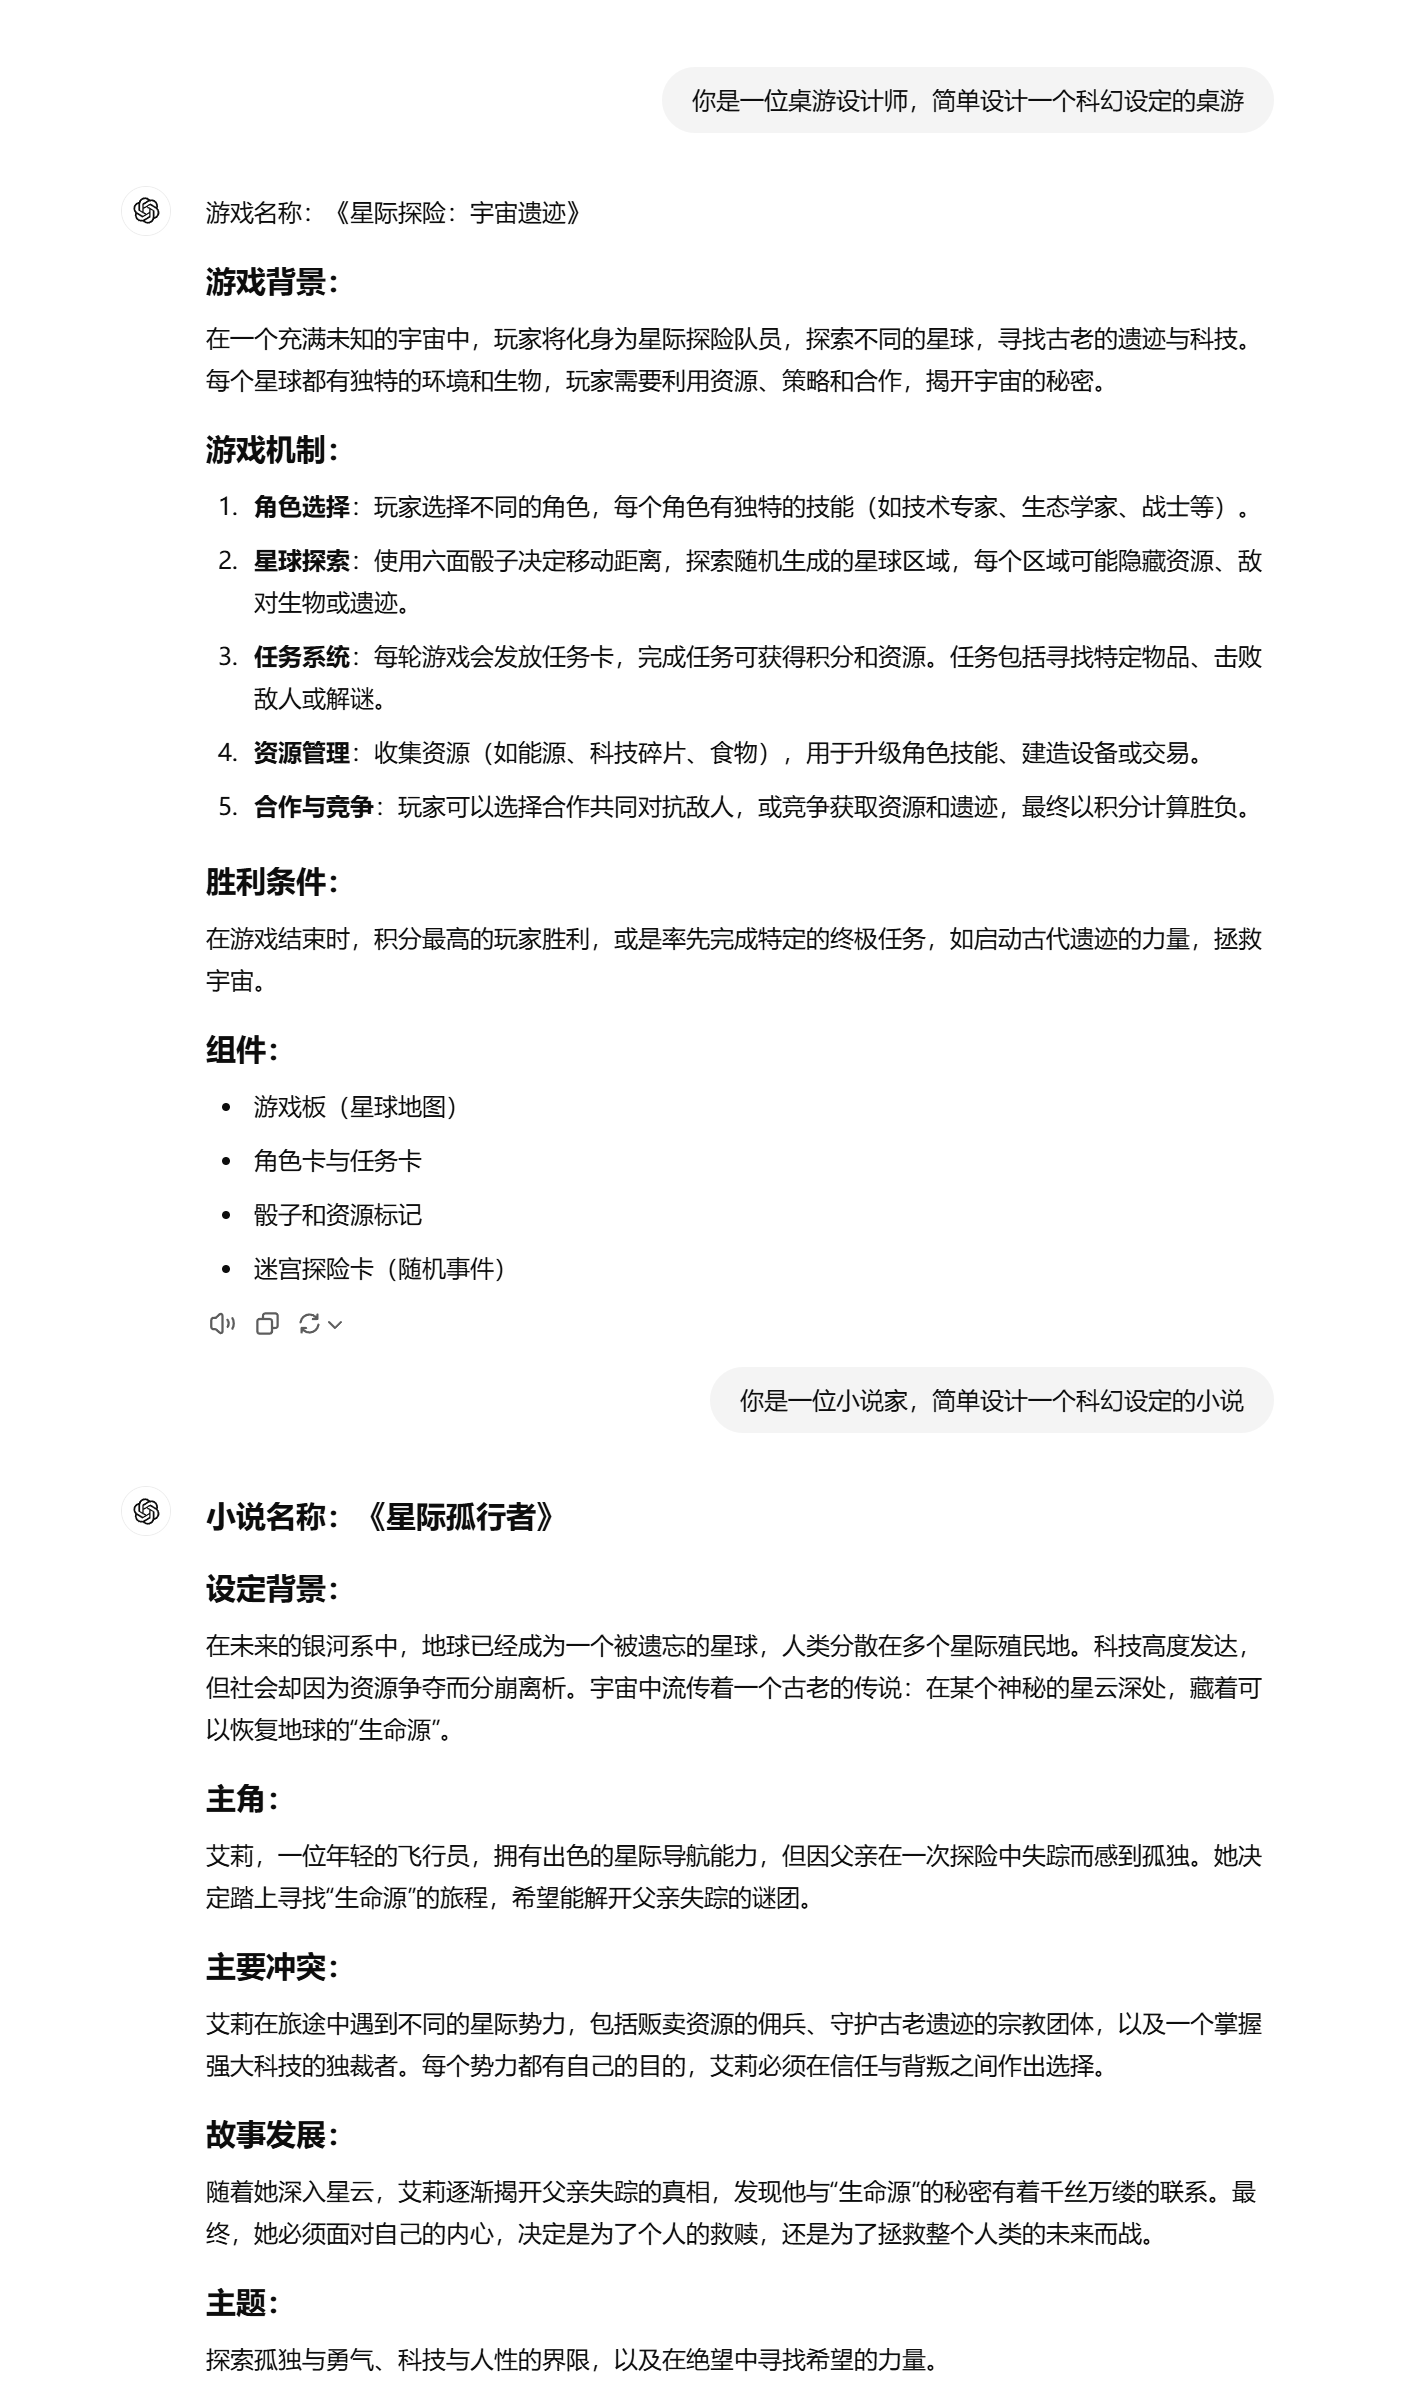 你是一位桌游设计师，简单设计一个科幻设定的桌游
游戏名称：《星际探险：宇宙遗迹》
游戏背景：
在一个充满未知的宇宙中，玩家将化身为星际探险队员，探索不同的星球，寻找古老的遗迹与科技。
每个星球都有独特的环境和生物，玩家需要利用资源、策略和合作，揭开宇宙的秘密。
游戏机制：
1. 角色选择：玩家选择不同的角色，每个角色有独特的技能（如技术专家、生态学家、战士等）。
2. 星球探索：使用六面骰子决定移动距离，探索随机生成的星球区域，每个区域可能隐藏资源、敌
对生物或遗迹。
3. 任务系统：每轮游戏会发放任务卡，完成任务可获得积分和资源。任务包括寻找特定物品、击败
敌人或解谜。
4. 资源管理：收集资源（如能源、科技碎片、食物），用于升级角色技能、建造设备或交易。
5. 合作与竞争：玩家可以选择合作共同对抗敌人，或竞争获取资源和遗迹，最终以积分计算胜负。
胜利条件：
在游戏结束时，积分最高的玩家胜利，或是率先完成特定的终极任务，如启动古代遗迹的力量，拯救
宇宙。
组件：
• 游戏板（星球地图）
• 角色卡与任务卡
• 骰子和资源标记
• 迷宫探险卡（随机事件）
你是一位小说家，简单设计一个科幻设定的小说
小说名称：《星际孤行者》
设定背景：
在未来的银河系中，地球已经成为一个被遗忘的星球，人类分散在多个星际殖民地。科技高度发达，
但社会却因为资源争夺而分崩离析。宇宙中流传着一个古老的传说：在某个神秘的星云深处，藏着可
以恢复地球的“生命源”。
主角：
艾莉，一位年轻的飞行员，拥有出色的星际导航能力，但因父亲在一次探险中失踪而感到孤独。她决
定踏上寻找“生命源”的旅程，希望能解开父亲失踪的谜团。
主要冲突：
艾莉在旅途中遇到不同的星际势力，包括贩卖资源的佣兵、守护古老遗迹的宗教团体，以及一个掌握
强大科技的独裁者。每个势力都有自己的目的，艾莉必须在信任与背叛之间作出选择。
故事发展：
随着她深入星云，艾莉逐渐揭开父亲失踪的真相，发现他与“生命源”的秘密有着千丝万缕的联系。最
终，她必须面对自己的内心，决定是为了个人的救赎，还是为了拯救整个人类的未来而战。
主题：
探索孤独与勇气、科技与人性的界限，以及在绝望中寻找希望的力量。